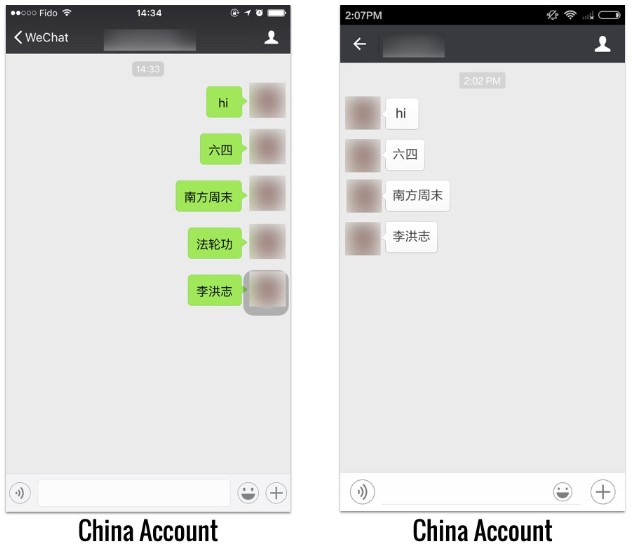 Fido 14:34
WeChat
14:33
hi
六四
南方周末
法轮功
李洪志
China Account
2:07PM
2:02 PM
hi
六四
南方周末
李洪志
China Account